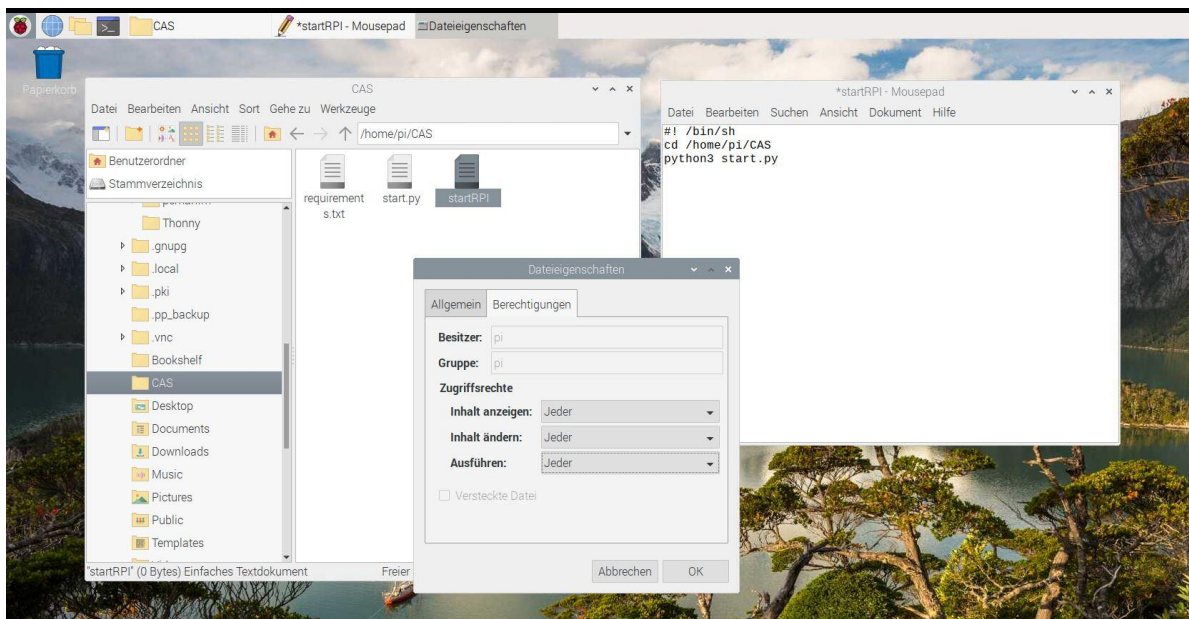 CAS
*startRPI - Mousepad
Dateieigenschaften
Papierkorb
CAS
Datei Bearbeiten Ansicht Sort Gehe zu Werkzeuge
/home/pi/CAS
Benutzerordner
Stammverzeichnis
Thonny
.gnupg
.local
.pki
.pp_backup
.vnc
Bookshelf
CAS
Desktop
Documents
Downloads
Music
Pictures
Public
Templates
requirement
s.txt
start.py
startRPI
"startRPI" (0 Bytes) Einfaches Textdokument
Freier
*startRPI - Mousepad
Datei Bearbeiten Suchen Ansicht Dokument Hilfe
#! /bin/sh
cd /home/pi/CAS
python3 start.py
Dateieigenschaften
Allgemein Berechtigungen
Besitzer: pi
Gruppe: pi
Zugriffsrechte
Inhalt anzeigen: Jeder
Inhalt ändern: Jeder
Ausführen: Jeder
Versteckte Datei
Abbrechen OK